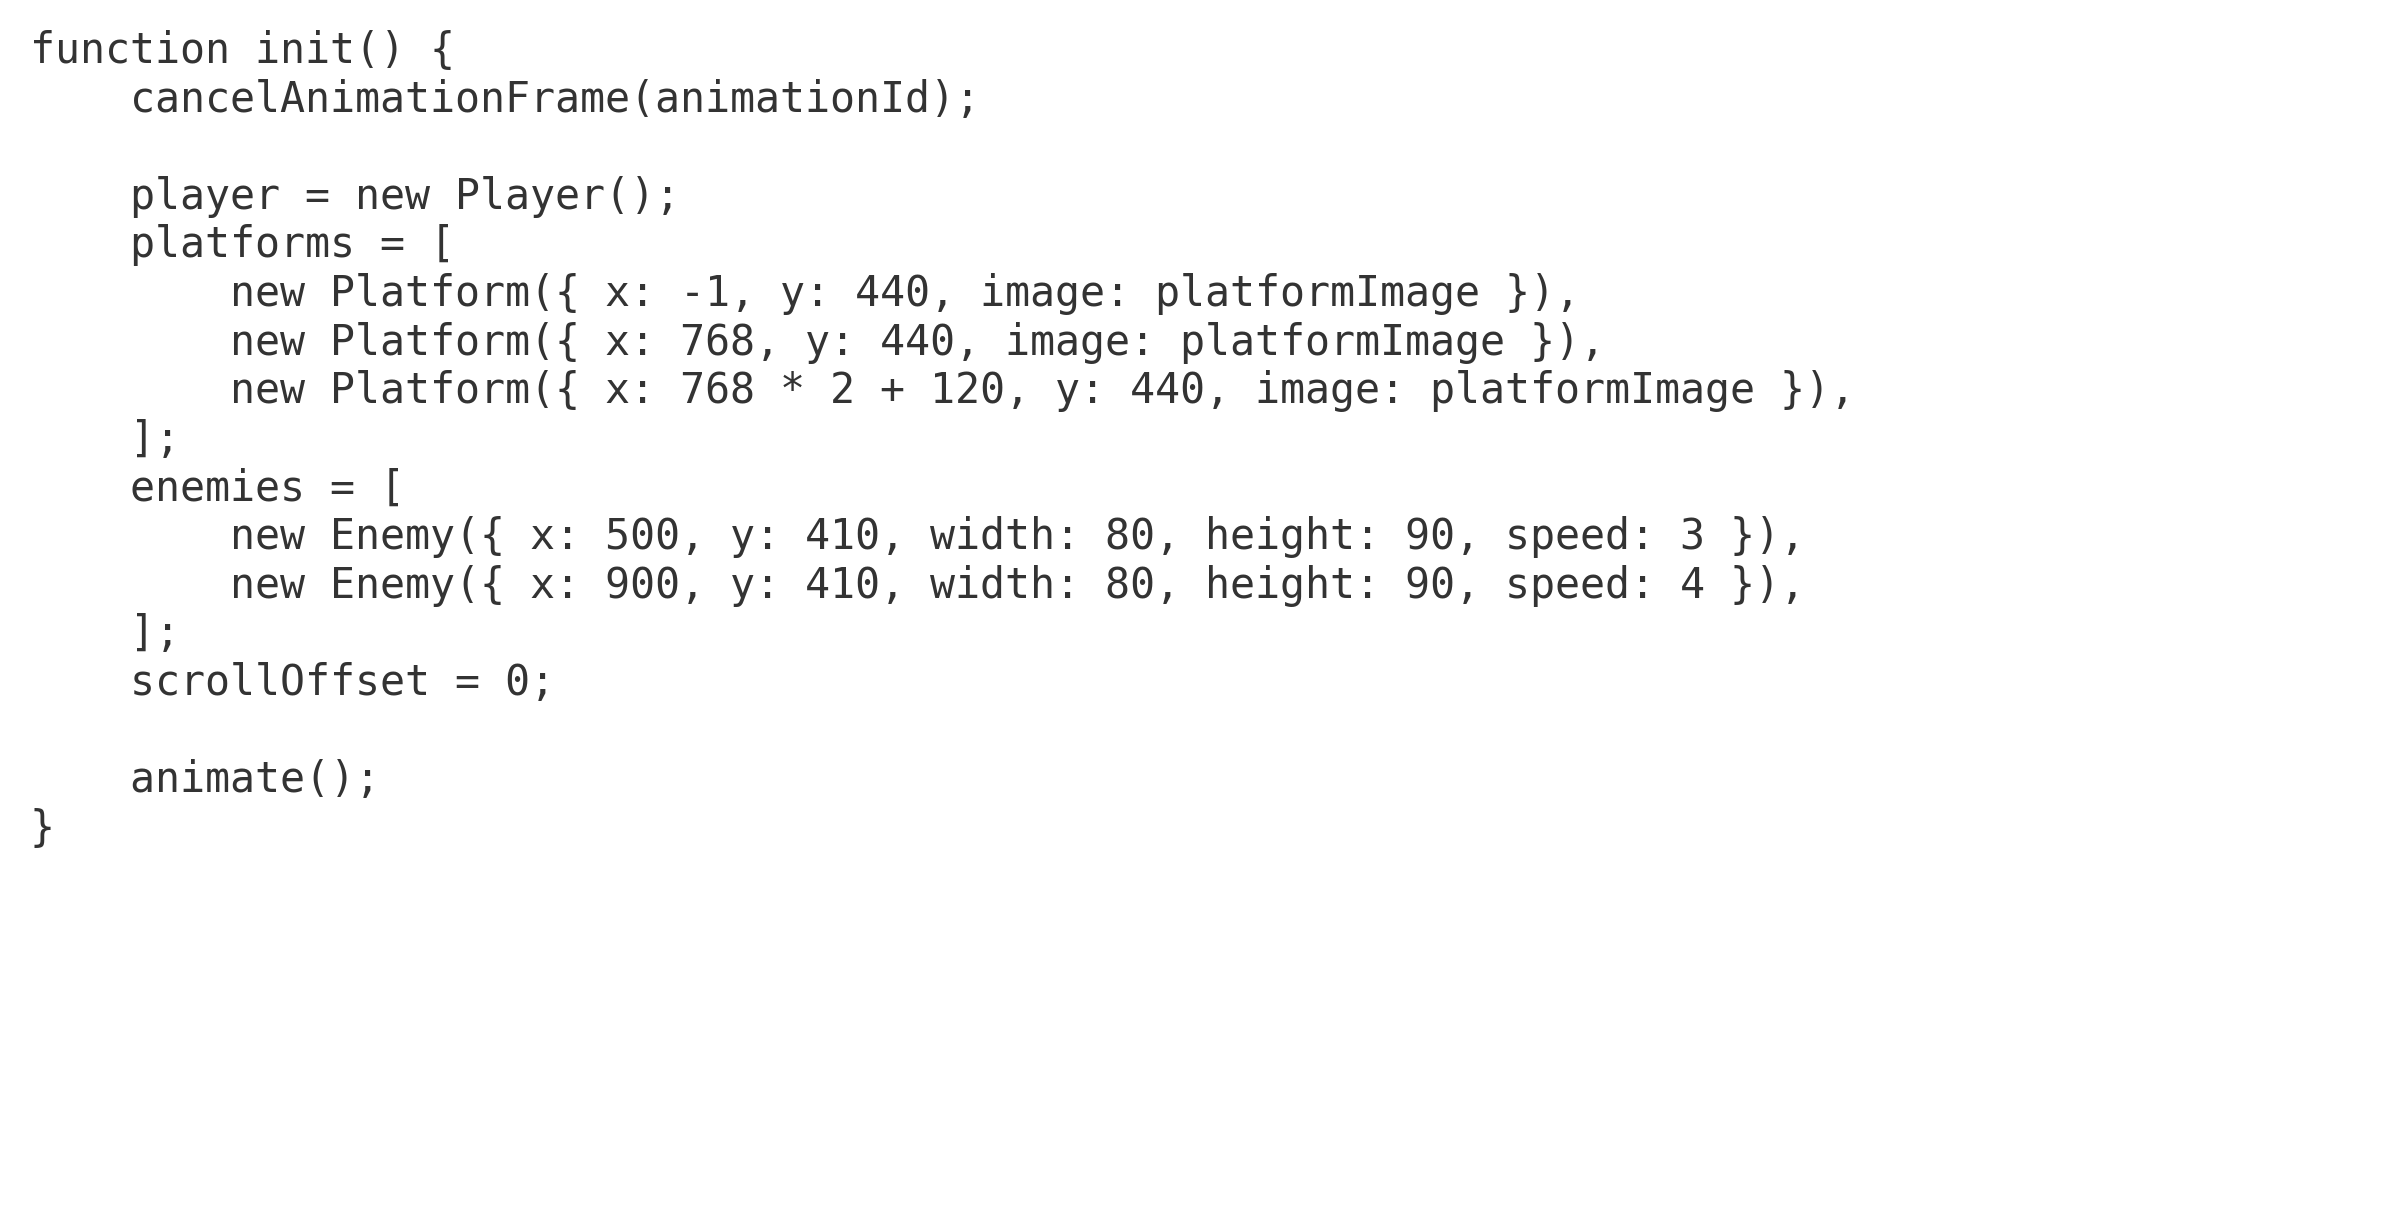 function init() {
    cancelAnimationFrame(animationId);

    player = new Player();
    platforms = [
        new Platform({ x: -1, y: 440, image: platformImage }),
        new Platform({ x: 768, y: 440, image: platformImage }),
        new Platform({ x: 768 * 2 + 120, y: 440, image: platformImage }),
    ];
    enemies = [
        new Enemy({ x: 500, y: 410, width: 80, height: 90, speed: 3 }),
        new Enemy({ x: 900, y: 410, width: 80, height: 90, speed: 4 }),
    ];
    scrollOffset = 0;

    animate();
}